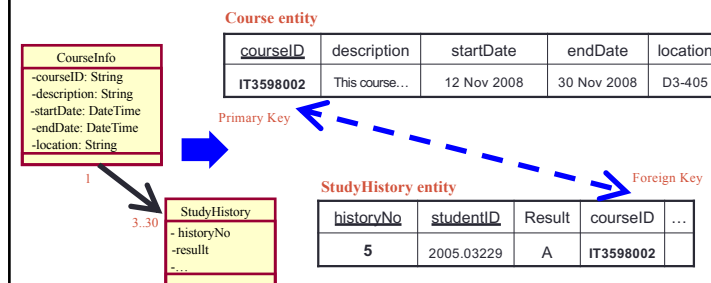 Course entity
courseID description startDate endDate location
IT3598002 This course… 12 Nov 2008 30 Nov 2008 D3-405
CourseInfo
-courseID: String
-description: String
-startDate: DateTime
-endDate: DateTime
-location: String
Primary Key
Foreign Key
1
3..30
StudyHistory
- historyNo
-resullt
-…
StudyHistory entity
historyNo studentID Result courseID …
5 2005.03229 A IT3598002